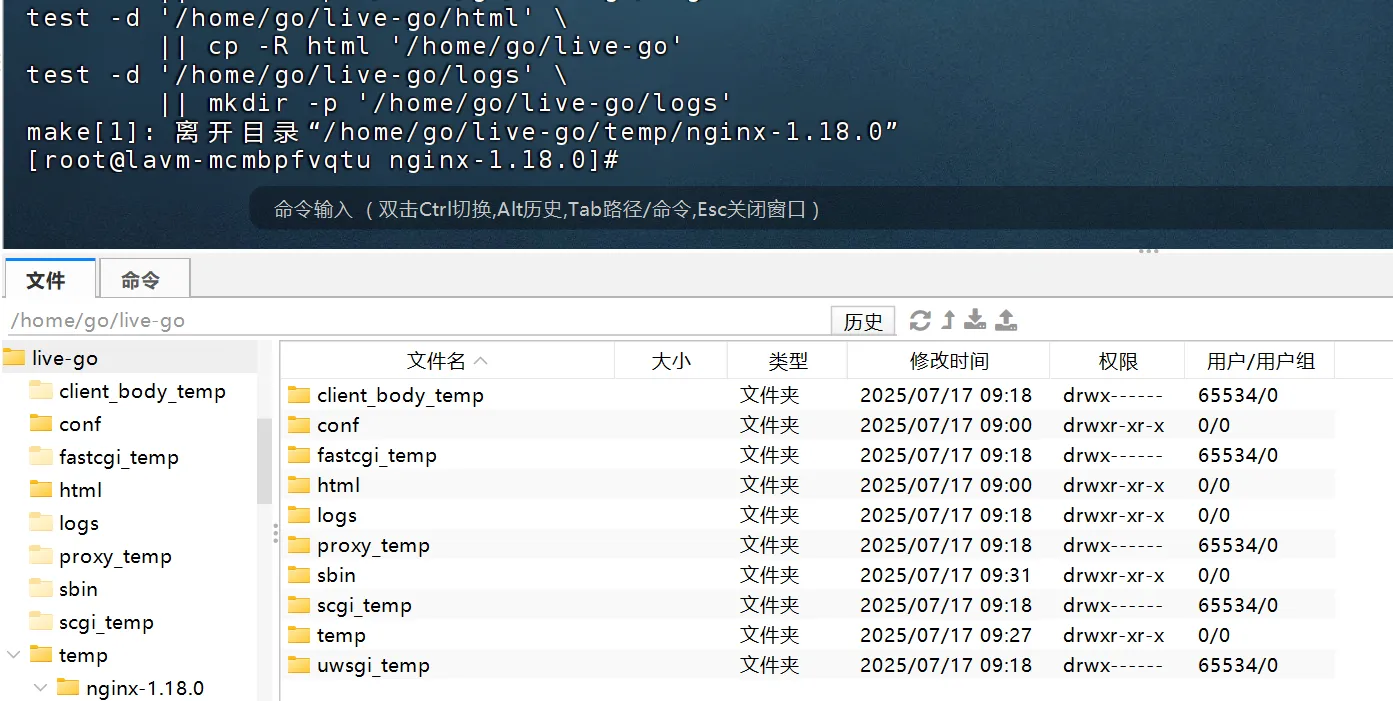 test -d '/home/go/live-go/html' \
|| cp -R html '/home/go/live-go'
test -d '/home/go/live-go/logs' \
|| mkdir -p '/home/go/live-go/logs'
make[1]: 离开目录“/home/go/live-go/temp/nginx-1.18.0”
[root@lavm-mcmbpfvqtu nginx-1.18.0]#
命令输入 (双击Ctrl切换,Alt历史,Tab路径/命令,Esc关闭窗口)
文件 命令
/home/go/live-go 历史
live-go
client_body_temp
conf
fastcgi_temp
html
logs
proxy_temp
sbin
scgi_temp
temp
nginx-1.18.0
文件名 大小 类型 修改时间 权限 用户/用户组
client_body_temp 文件夹 2025/07/17 09:18 drwx------ 65534/0
conf 文件夹 2025/07/17 09:00 drwxr-xr-x 0/0
fastcgi_temp 文件夹 2025/07/17 09:18 drwx------ 65534/0
html 文件夹 2025/07/17 09:00 drwxr-xr-x 0/0
logs 文件夹 2025/07/17 09:18 drwxr-xr-x 0/0
proxy_temp 文件夹 2025/07/17 09:18 drwx------ 65534/0
sbin 文件夹 2025/07/17 09:31 drwxr-xr-x 0/0
scgi_temp 文件夹 2025/07/17 09:18 drwx------ 65534/0
temp 文件夹 2025/07/17 09:27 drwxr-xr-x 0/0
uwsgi_temp 文件夹 2025/07/17 09:18 drwx------ 65534/0